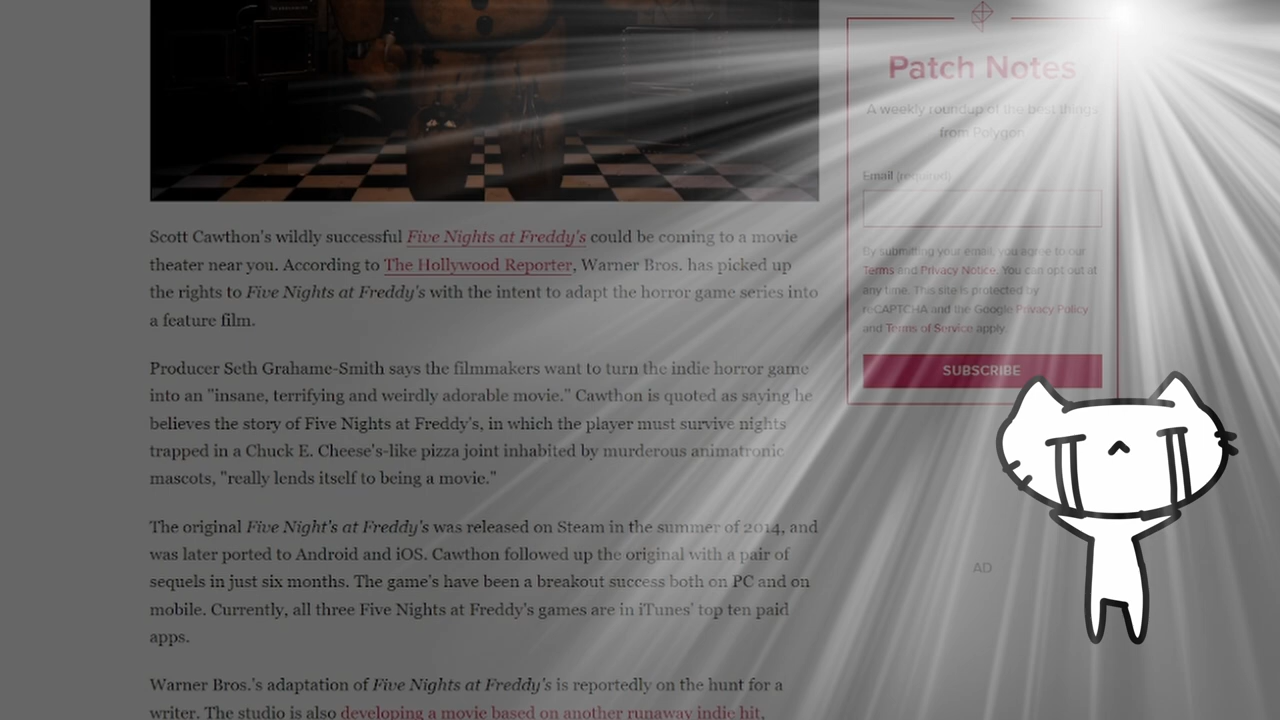 Scott Cawthon's wildly successful Five Nights at Freddy's could be coming to a movie
theater near you. According to The Hollywood Reporter, Warner Bros. has picked up
the rights to Five Nights at Freddy's with the intent to adapt the horror game series into
a feature film.
Producer Seth Grahame-Smith says the filmmakers want to turn the indie horror game
into an "insane, terrifying and weirdly adorable movie." Cawthon is quoted as saying he
believes the story of Five Nights at Freddy's, in which the player must survive nights
trapped in a Chuck E. Cheese's-like pizza joint inhabited by murderous animatronic
mascots, "really lends itself to being a movie."
The original Five Night's at Freddy's was released on Steam in the summer of 2014, and
was later ported to Android and iOS. Cawthon followed up the original with a pair of
sequels in just six months. The game's have been a breakout success both on PC and on
mobile. Currently, all three Five Nights at Freddy's games are in iTunes' top ten paid
apps.
Warner Bros.'s adaptation of Five Nights at Freddy's is reportedly on the hunt for a
writer. The studio is also developing a movie based on another runaway indie hit,
Patch Notes
A weekly roundup of the best things
from Polygon
Email (required)
By submitting your email, you agree to our
Terms and Privacy Notice. You can opt out at
any time. This site is protected by
reCAPTCHA and the Google Privacy Policy
and Terms of Service apply.
SUBSCRIBE
AD